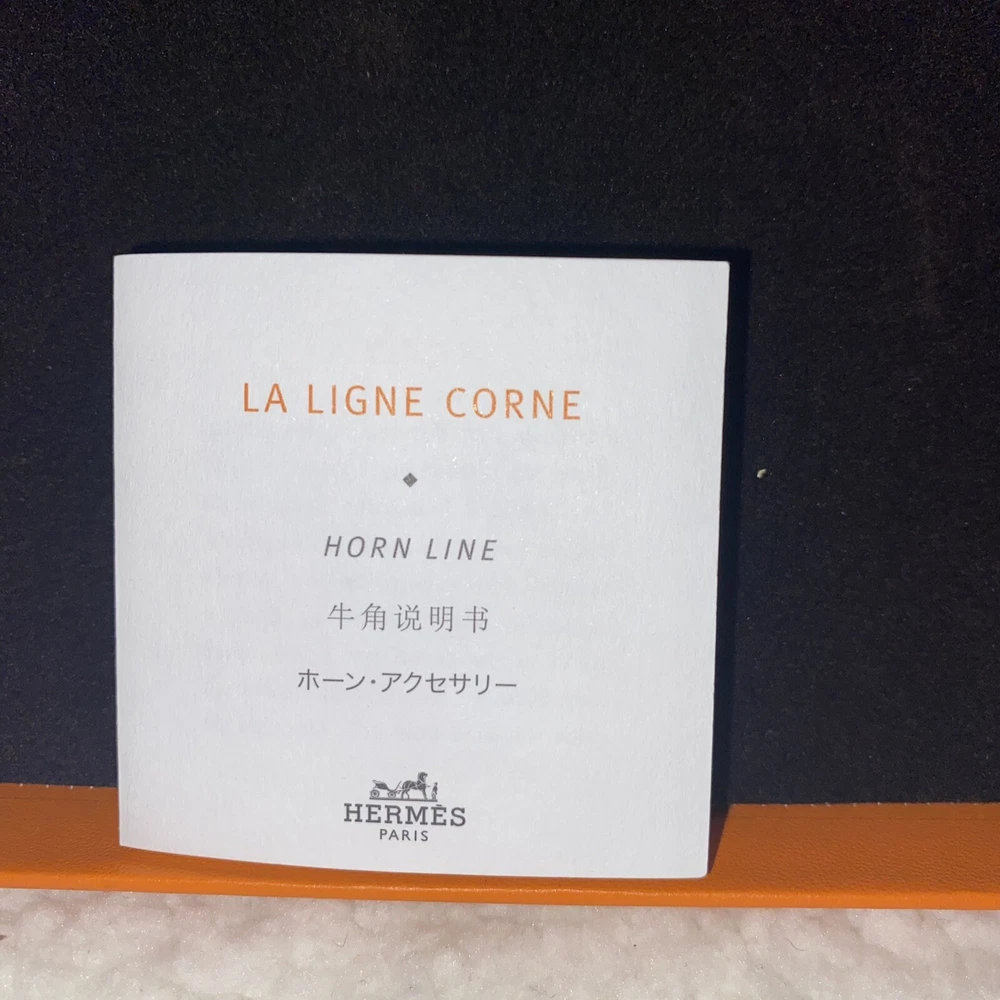 LA LIGNE CORNE
HORN LINE
牛角说明书
ホーン・アクセサリー
HERMÈS
PARIS